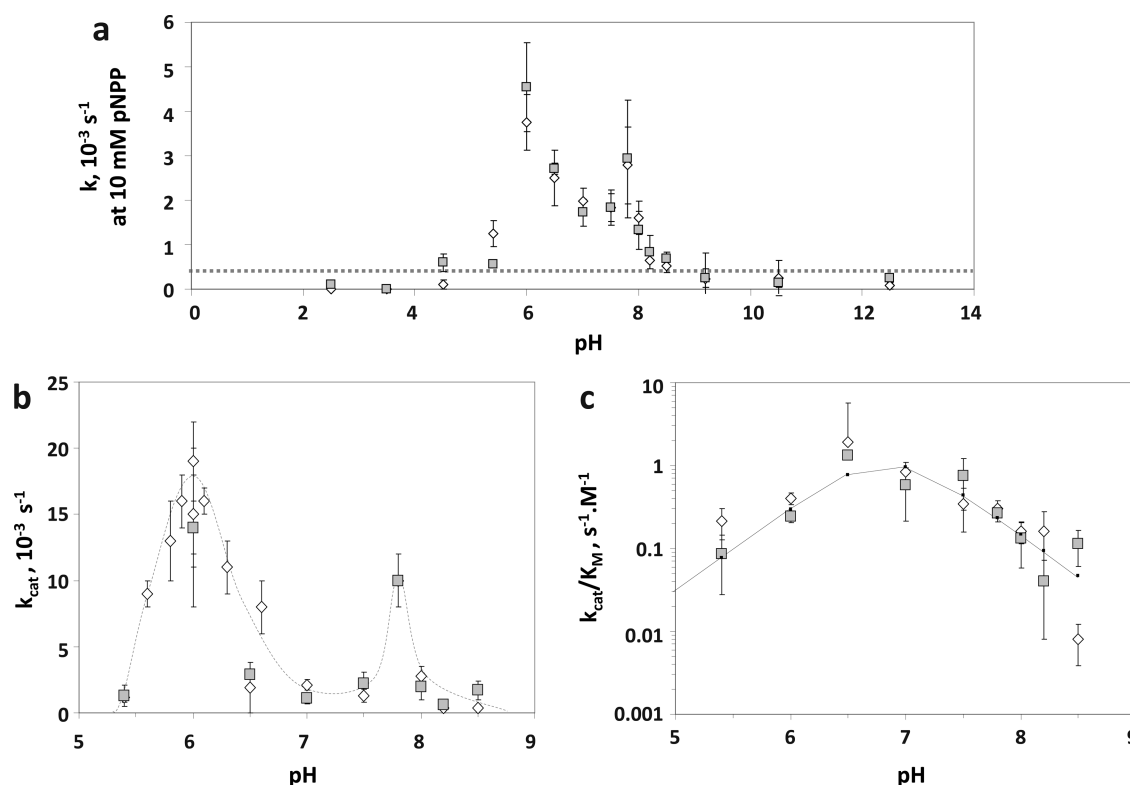 a
k, 10⁻³ s⁻¹
at 10 mM pNPP
6
5
4
3
2
1
0
0 2 4 6 8 10 12 14
pH
b
k_cat, 10⁻³ s⁻¹
25
20
15
10
5
0
5 6 7 8 9
pH
c
k_cat/K_M, s⁻¹.M⁻¹
10
1
0.1
0.01
0.001
5 6 7 8 9
pH